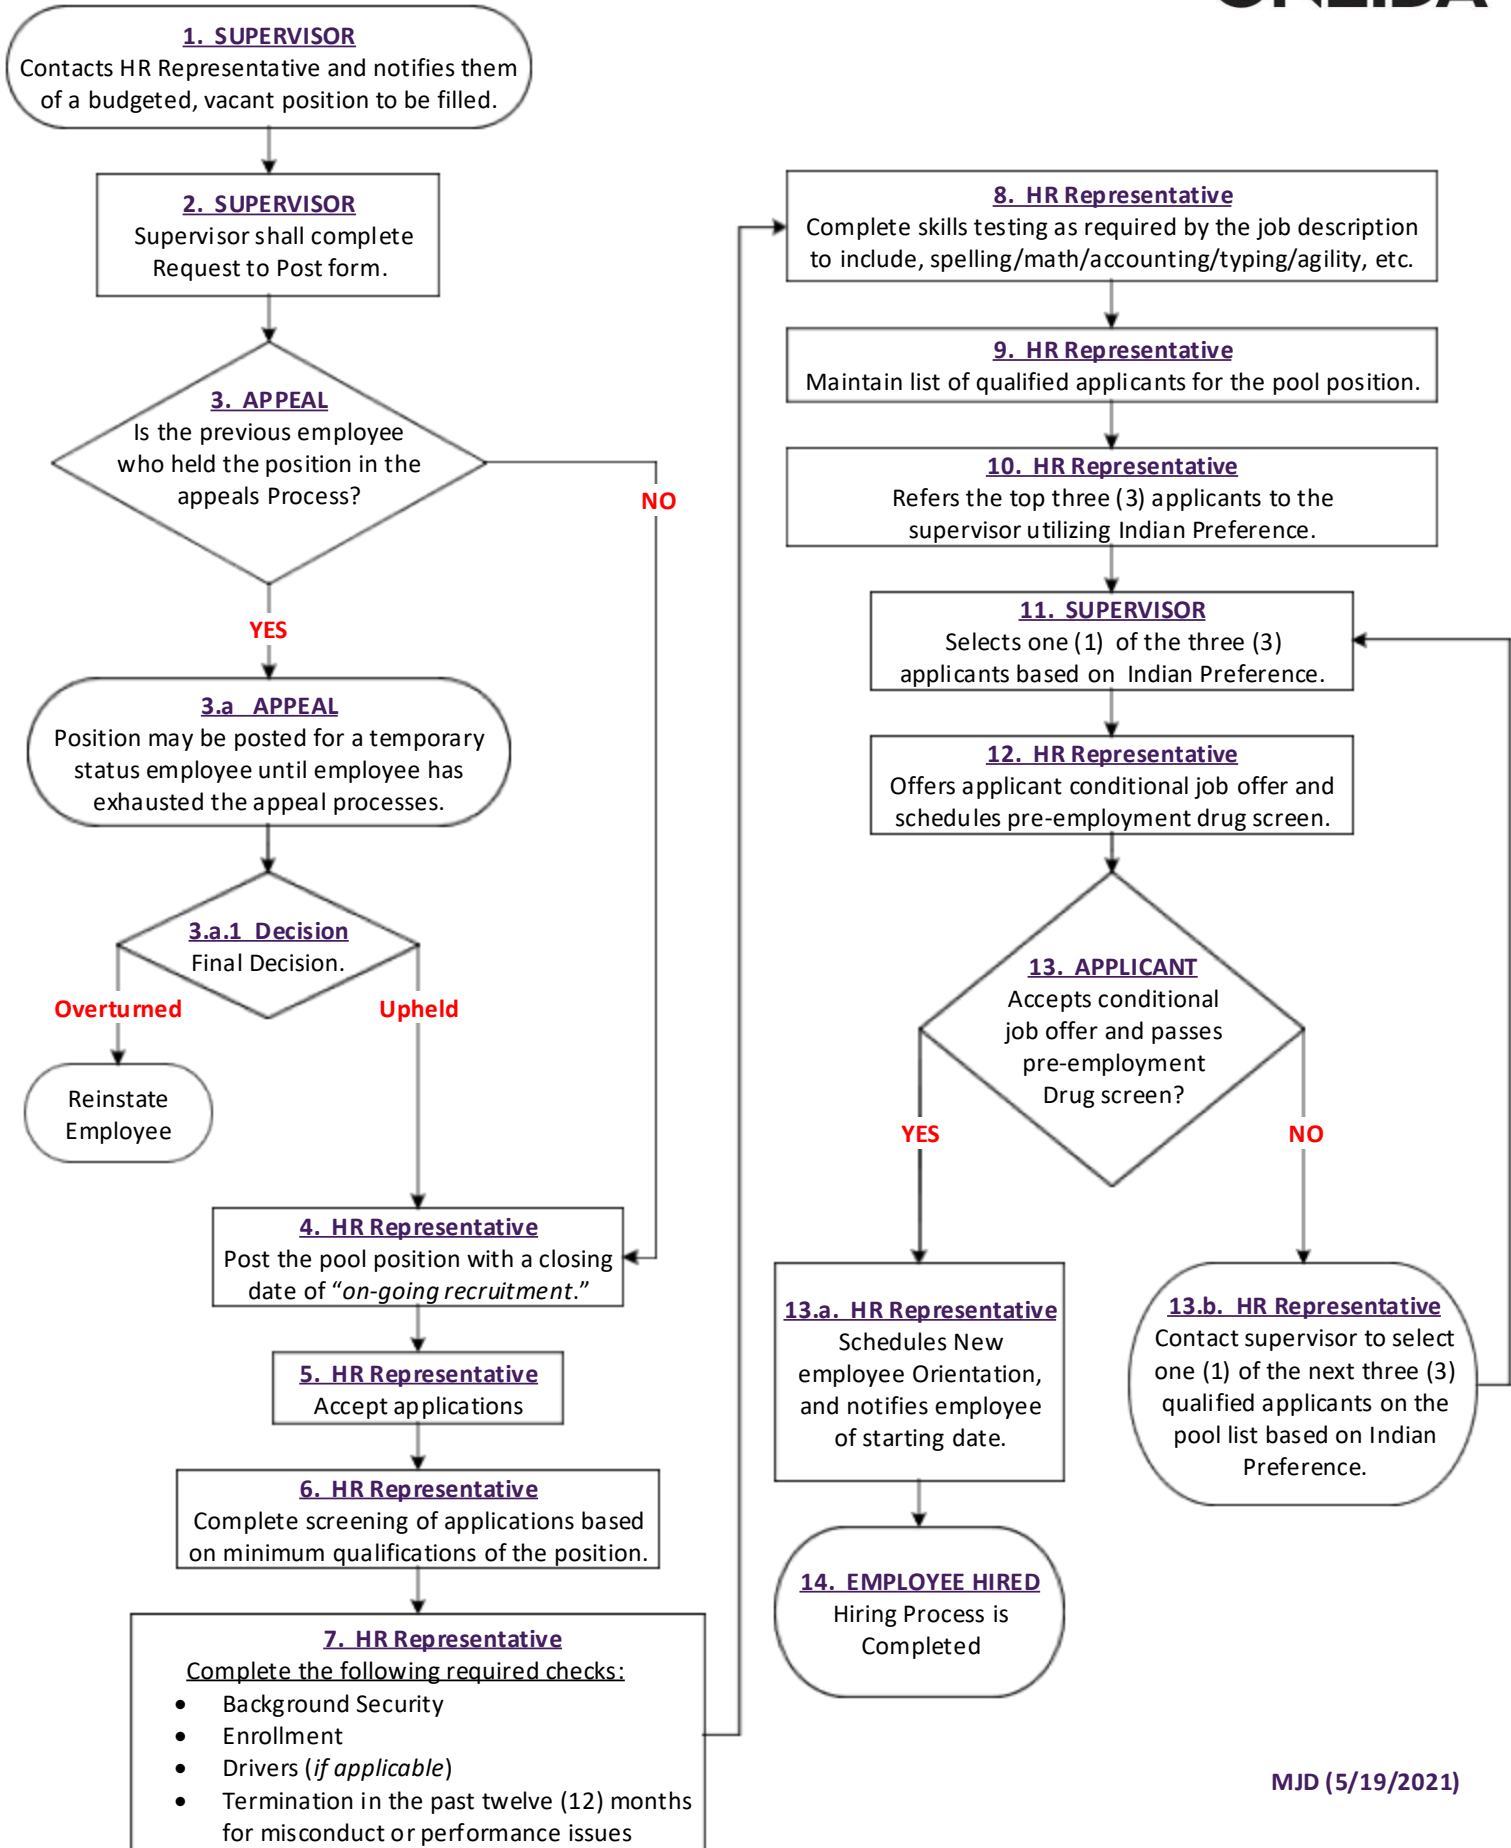 1. SUPERVISOR
Contacts HR Representative and notifies them
of a budgeted, vacant position to be filled.
2. SUPERVISOR
Supervisor shall complete
Request to Post form.
3. APPEAL
Is the previous employee
who held the position in the
appeals Process?
NO
YES
3.a APPEAL
Position may be posted for a temporary
status employee until employee has
exhausted the appeal processes.
3.a.1 Decision
Final Decision.
Overturned
Upheld
Reinstate
Employee
4. HR Representative
Post the pool position with a closing
date of “on-going recruitment.”
5. HR Representative
Accept applications
6. HR Representative
Complete screening of applications based
on minimum qualifications of the position.
7. HR Representative
Complete the following required checks:
• Background Security
• Enrollment
• Drivers (if applicable)
• Termination in the past twelve (12) months
for misconduct or performance issues
ONEIDA
8. HR Representative
Complete skills testing as required by the job description
to include, spelling/math/accounting/typing/agility, etc.
9. HR Representative
Maintain list of qualified applicants for the pool position.
10. HR Representative
Refers the top three (3) applicants to the
supervisor utilizing Indian Preference.
11. SUPERVISOR
Selects one (1) of the three (3)
applicants based on Indian Preference.
12. HR Representative
Offers applicant conditional job offer and
schedules pre-employment drug screen.
13. APPLICANT
Accepts conditional
job offer and passes
pre-employment
Drug screen?
YES
NO
13.a. HR Representative
Schedules New
employee Orientation,
and notifies employee
of starting date.
13.b. HR Representative
Contact supervisor to select
one (1) of the next three (3)
qualified applicants on the
pool list based on Indian
Preference.
14. EMPLOYEE HIRED
Hiring Process is
Completed
MJD (5/19/2021)